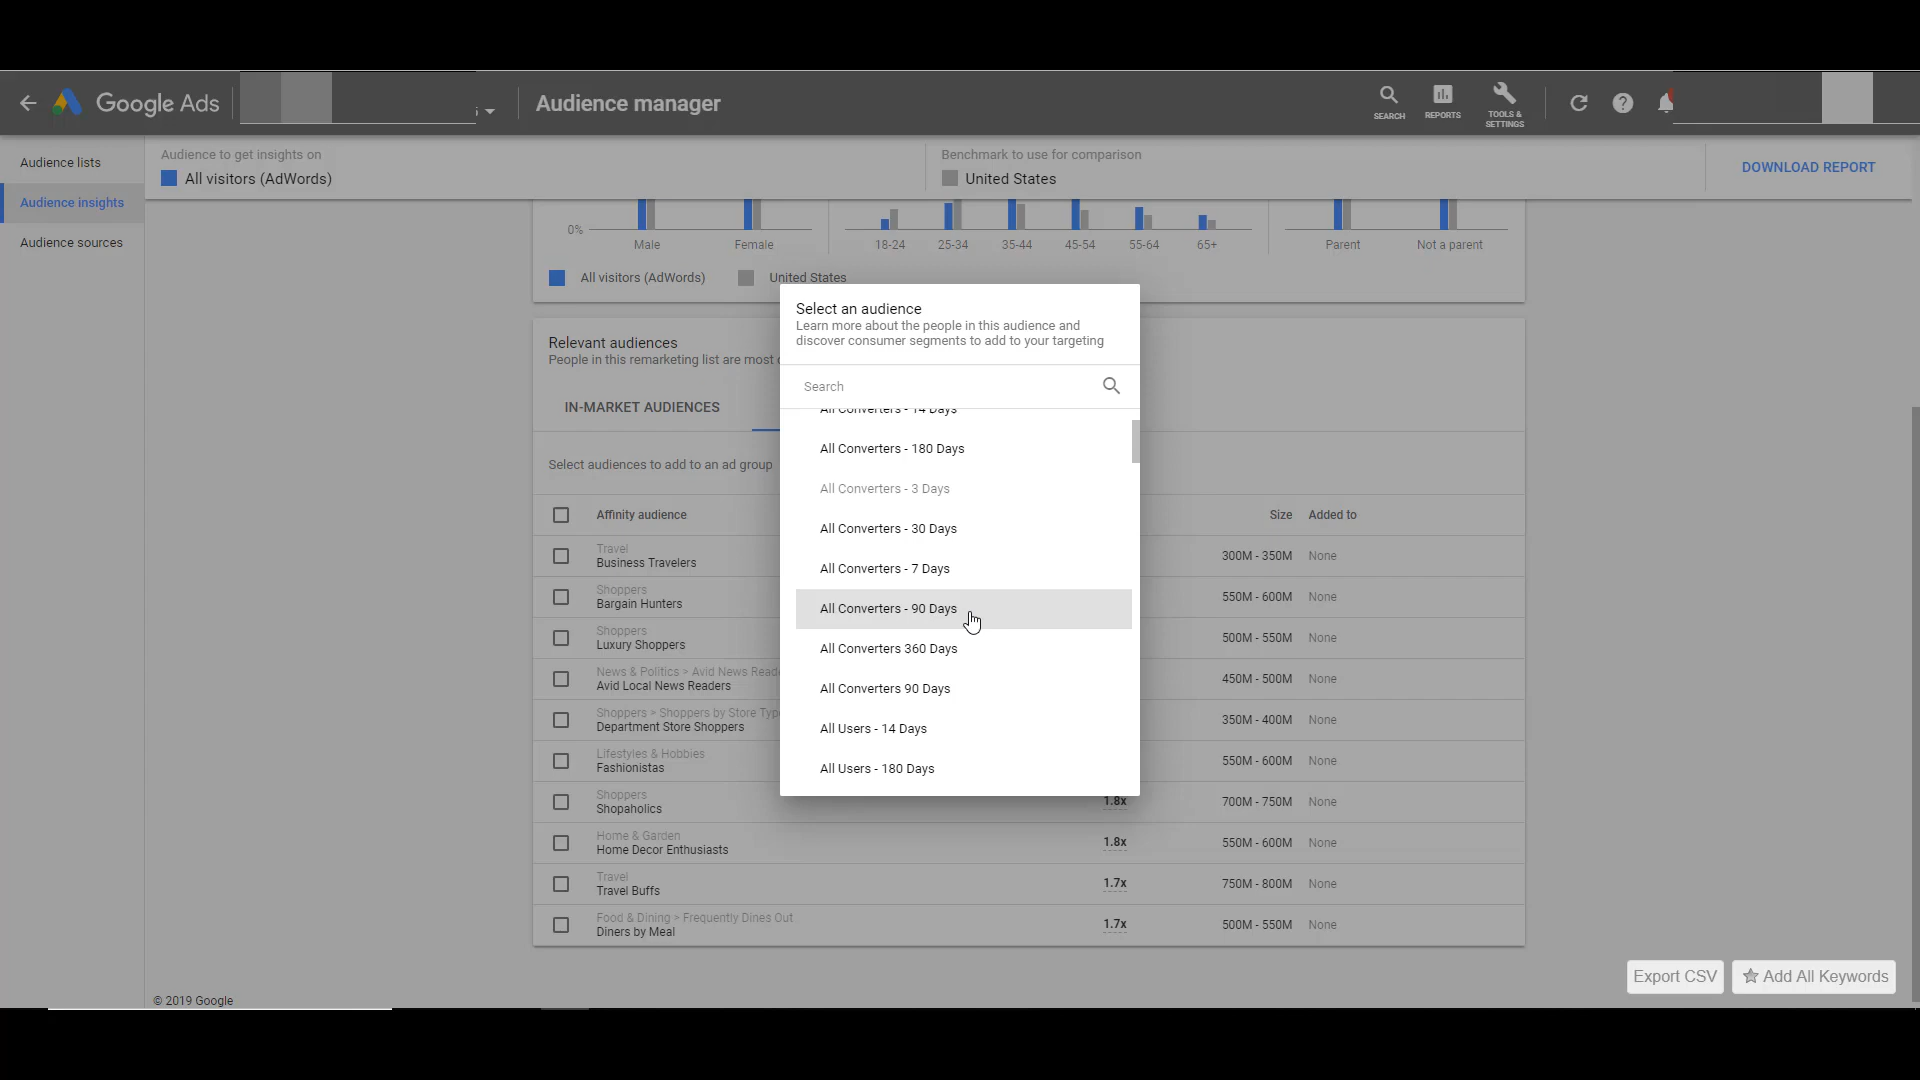 Google Ads
Audience manager
SEARCH
REPORTS
TOOLS &
SETTINGS
Audience lists
Audience insights
Audience sources
Audience to get insights on
All visitors (AdWords)
Benchmark to use for comparison
United States
DOWNLOAD REPORT
0%
Male
Female
18-24
25-34
35-44
45-54
55-64
65+
Parent
Not a parent
All visitors (AdWords)
United States
Relevant audiences
People in this remarketing list are most
IN-MARKET AUDIENCES
Select audiences to add to an ad group
Affinity audience
Size
Added to
Travel
Business Travelers
300M - 350M
None
Shoppers
Bargain Hunters
550M - 600M
None
Shoppers
Luxury Shoppers
500M - 550M
None
News & Politics > Avid News Reade
Avid Local News Readers
450M - 500M
None
Shoppers > Shoppers by Store Typ
Department Store Shoppers
350M - 400M
None
Lifestyles & Hobbies
Fashionistas
550M - 600M
None
Shoppers
Shopaholics
1.8x
700M - 750M
None
Home & Garden
Home Decor Enthusiasts
1.8x
550M - 600M
None
Travel
Travel Buffs
1.7x
750M - 800M
None
Food & Dining > Frequently Dines Out
Diners by Meal
1.7x
500M - 550M
None
Select an audience
Learn more about the people in this audience and
discover consumer segments to add to your targeting
Search
All Converters - 14 Days
All Converters - 180 Days
All Converters - 3 Days
All Converters - 30 Days
All Converters - 7 Days
All Converters - 90 Days
All Converters 360 Days
All Converters 90 Days
All Users - 14 Days
All Users - 180 Days
Export CSV
Add All Keywords
© 2019 Google